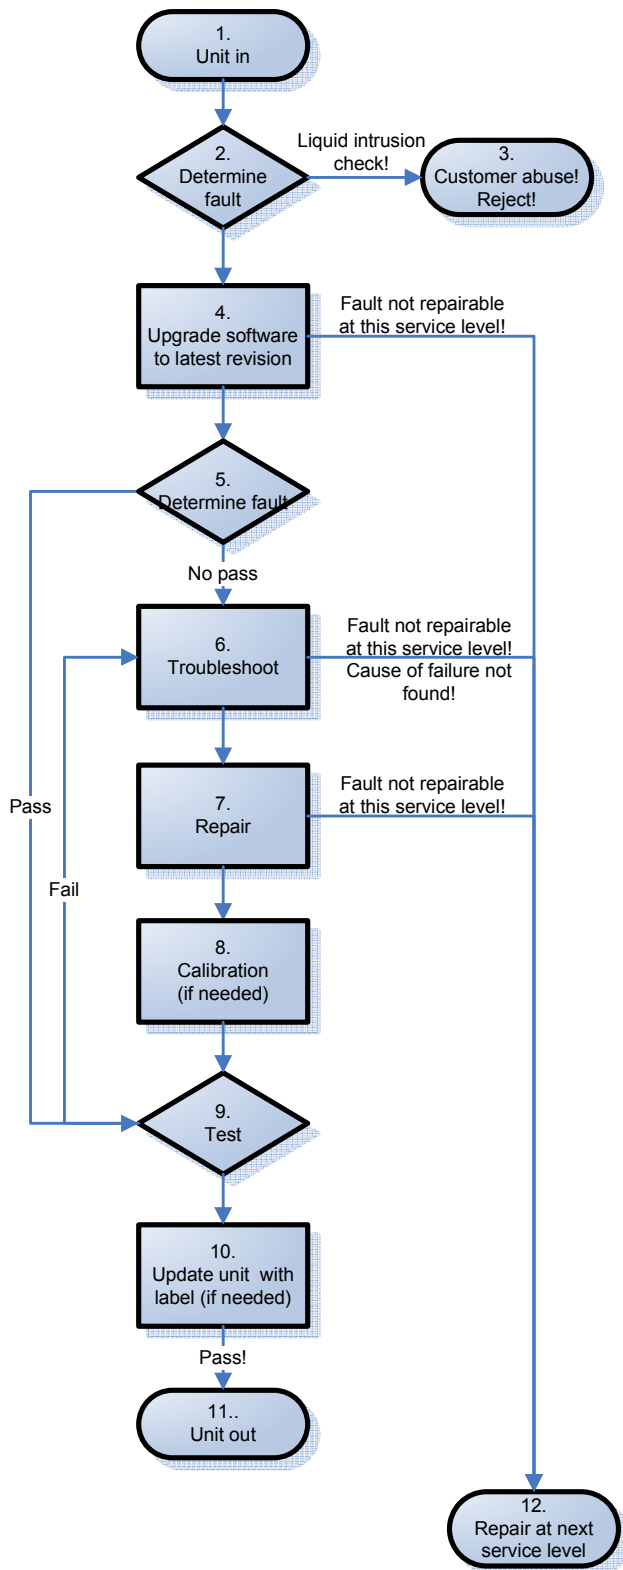 1.
Unit in
2.
Determine
fault
Liquid intrusion
check!
3.
Customer abuse!
Reject!
4.
Upgrade software
to latest revision
Fault not repairable
at this service level!
5.
Determine fault
No pass
6.
Troubleshoot
Fault not repairable
at this service level!
Cause of failure not
found!
7.
Repair
Fault not repairable
at this service level!
Pass
Fail
8.
Calibration
(if needed)
9.
Test
10.
Update unit with
label (if needed)
Pass!
11..
Unit out
12.
Repair at next
service level